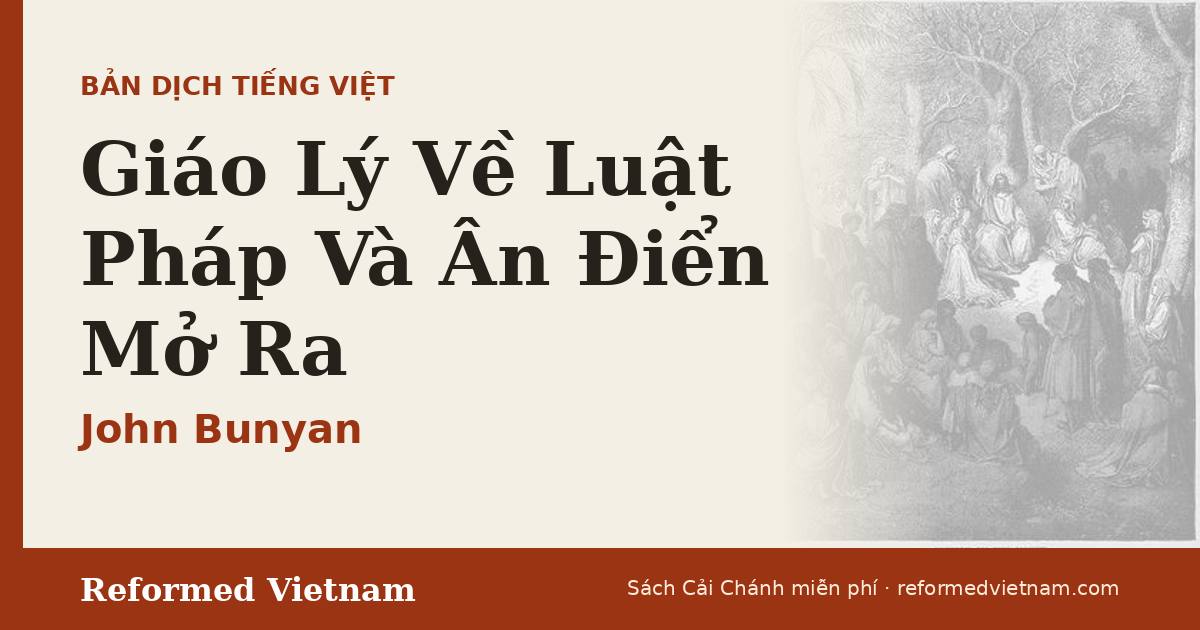 BẢN DỊCH TIẾNG VIỆT
Giáo Lý Về Luật
Pháp Và Ân Điển
Mở Ra
John Bunyan
Reformed Vietnam
Sách Cải Chánh miễn phí · reformedvietnam.com